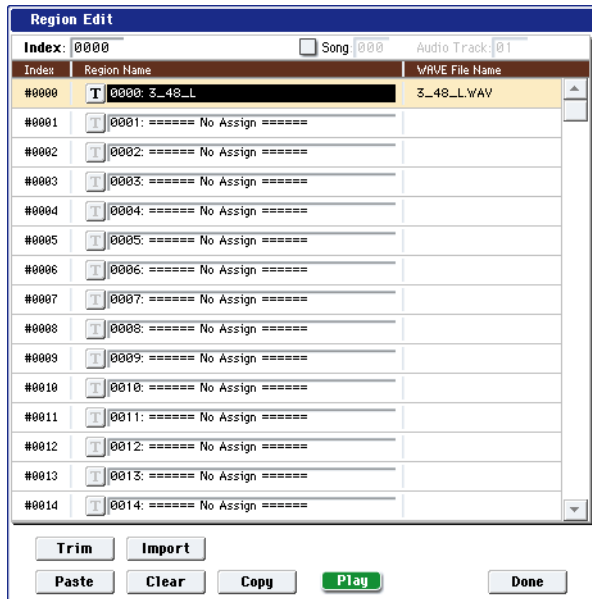 Region Edit
Index: 0000 Song: 000 Audio Track: 01
Index Region Name WAVE File Name
#0000 T 0000: 3_48_L 3_48_L.WAV
#0001 T 0001: ====== No Assign ======
#0002 T 0002: ====== No Assign ======
#0003 T 0003: ====== No Assign ======
#0004 T 0004: ====== No Assign ======
#0005 T 0005: ====== No Assign ======
#0006 T 0006: ====== No Assign ======
#0007 T 0007: ====== No Assign ======
#0008 T 0008: ====== No Assign ======
#0009 T 0009: ====== No Assign ======
#0010 T 0010: ====== No Assign ======
#0011 T 0011: ====== No Assign ======
#0012 T 0012: ====== No Assign ======
#0013 T 0013: ====== No Assign ======
#0014 T 0014: ====== No Assign ======
Trim Import
Paste Clear Copy Play Done